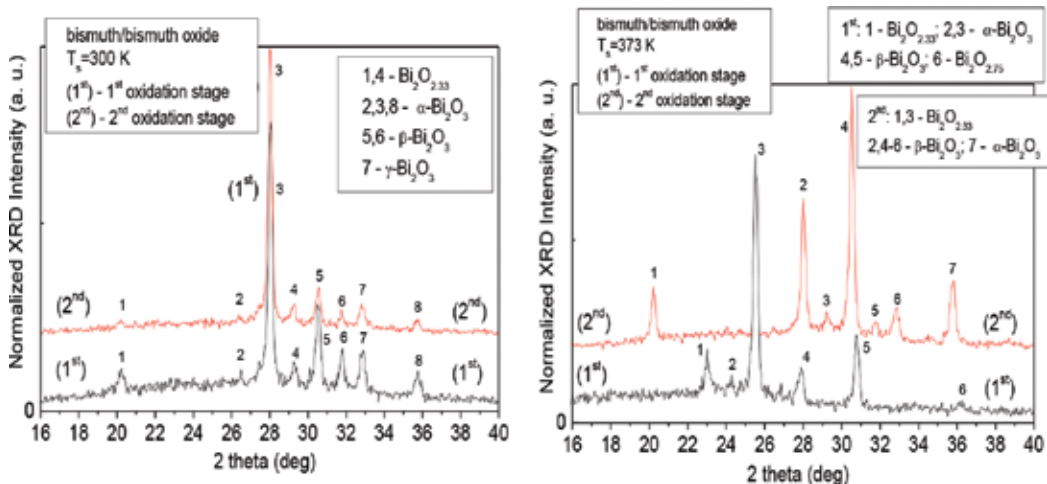 bismuth/bismuth oxide
Tₛ=300 K
(1ˢᵗ) - 1ˢᵗ oxidation stage
(2ⁿᵈ) - 2ⁿᵈ oxidation stage
1,4 - Bi₂O₂.₃₃
2,3,8 - α-Bi₂O₃
5,6 - β-Bi₂O₃
7 - γ-Bi₂O₃
Normalized XRD Intensity (a. u.)
3
(1ˢᵗ)
3
(2ⁿᵈ) 1 2 4 5 6 7 8 (2ⁿᵈ)
(1ˢᵗ) 1 2 4 5 6 7 8 (1ˢᵗ)
0
16 18 20 22 24 26 28 30 32 34 36 38 40
2 theta (deg)
bismuth/bismuth oxide
Tₛ=373 K
(1ˢᵗ) - 1ˢᵗ oxidation stage
(2ⁿᵈ) - 2ⁿᵈ oxidation stage
1ˢᵗ: 1 - Bi₂O₂.₃₃; 2,3 - α-Bi₂O₃
4,5 - β-Bi₂O₃; 6 - Bi₂O₂.₇₅
2ⁿᵈ: 1,3 - Bi₂O₂.₃₃
2,4-6 - β-Bi₂O₃; 7 - α-Bi₂O₃
Normalized XRD Intensity (a. u.)
(2ⁿᵈ) 1 2 3 4 5 6 7 (2ⁿᵈ)
(1ˢᵗ) 1 2 3 4 5 6 (1ˢᵗ)
0
16 18 20 22 24 26 28 30 32 34 36 38 40
2 theta (deg)